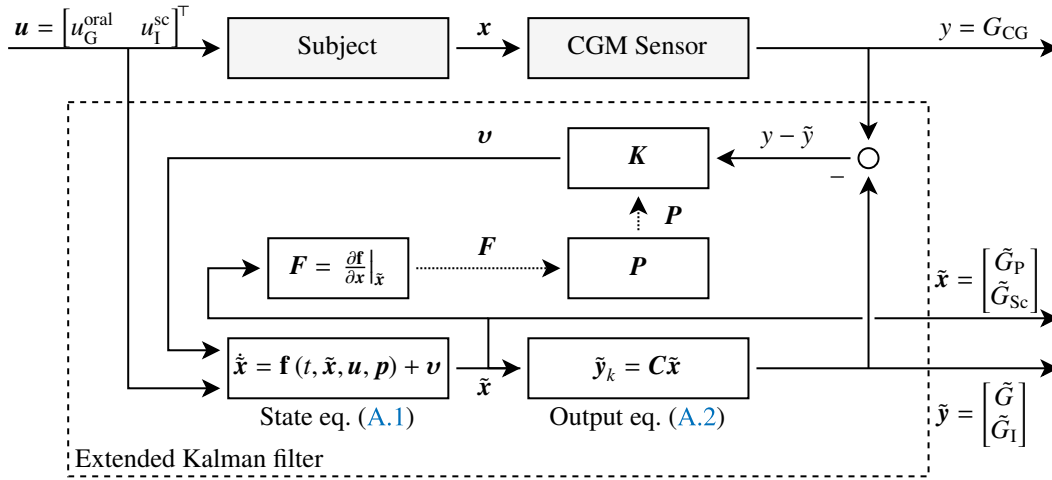 𝒖 = [u_G^oral u_I^sc]^⊤
Subject
𝒙
CGM Sensor
y = G_CG
𝝊
𝑲
y − ỹ
−
𝑷
𝑭 = ∂𝐟/∂𝒙 |_𝒙̃
𝑭
𝑷
𝒙̃ = [G̃_P G̃_Sc]
𝒙̃̇ = 𝐟 (t, 𝒙̃, 𝒖, 𝒑) + 𝝊
𝒙̃
𝒚̃_k = 𝑪𝒙̃
State eq. (A.1)
Output eq. (A.2)
𝒚̃ = [G̃ G̃_I]
Extended Kalman filter